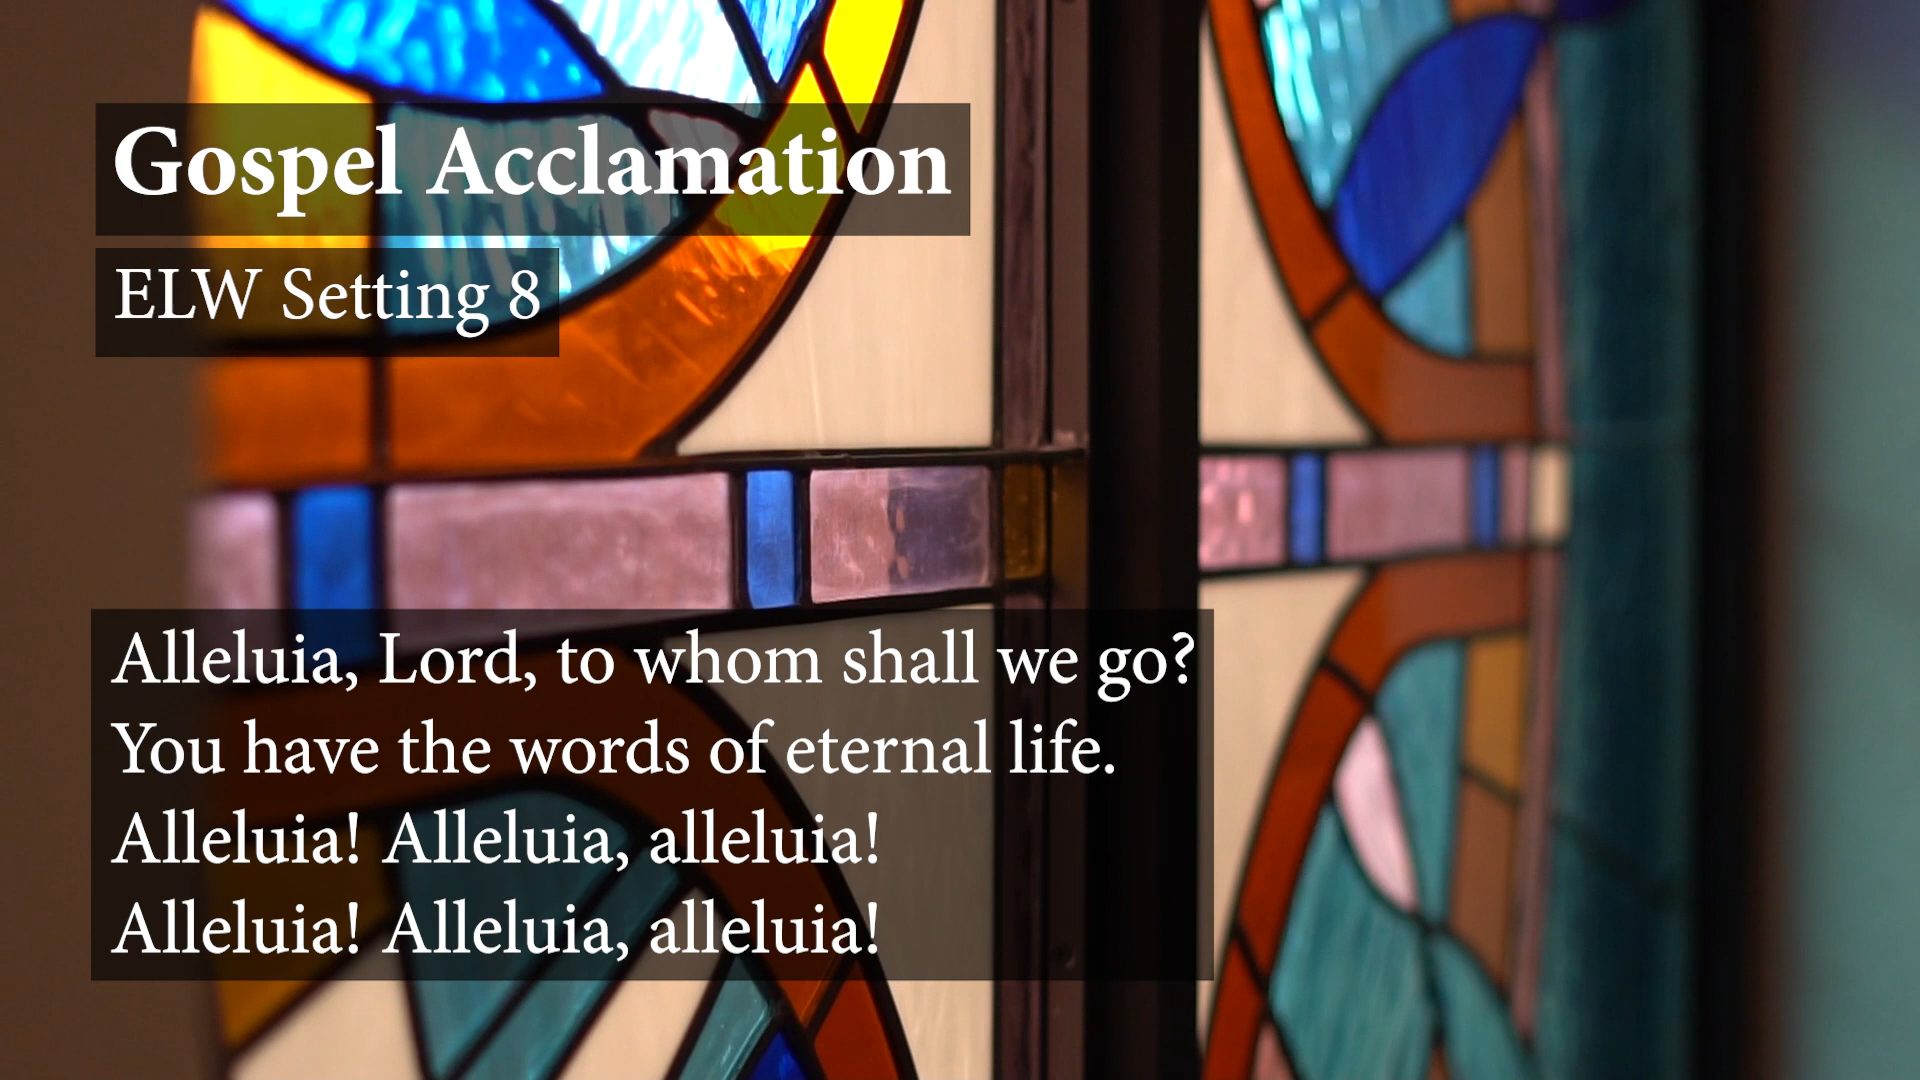 Gospel Acclamation
ELW Setting 8
Alleluia, Lord, to whom shall we go?
You have the words of eternal life.
Alleluia! Alleluia, alleluia!
Alleluia! Alleluia, alleluia!